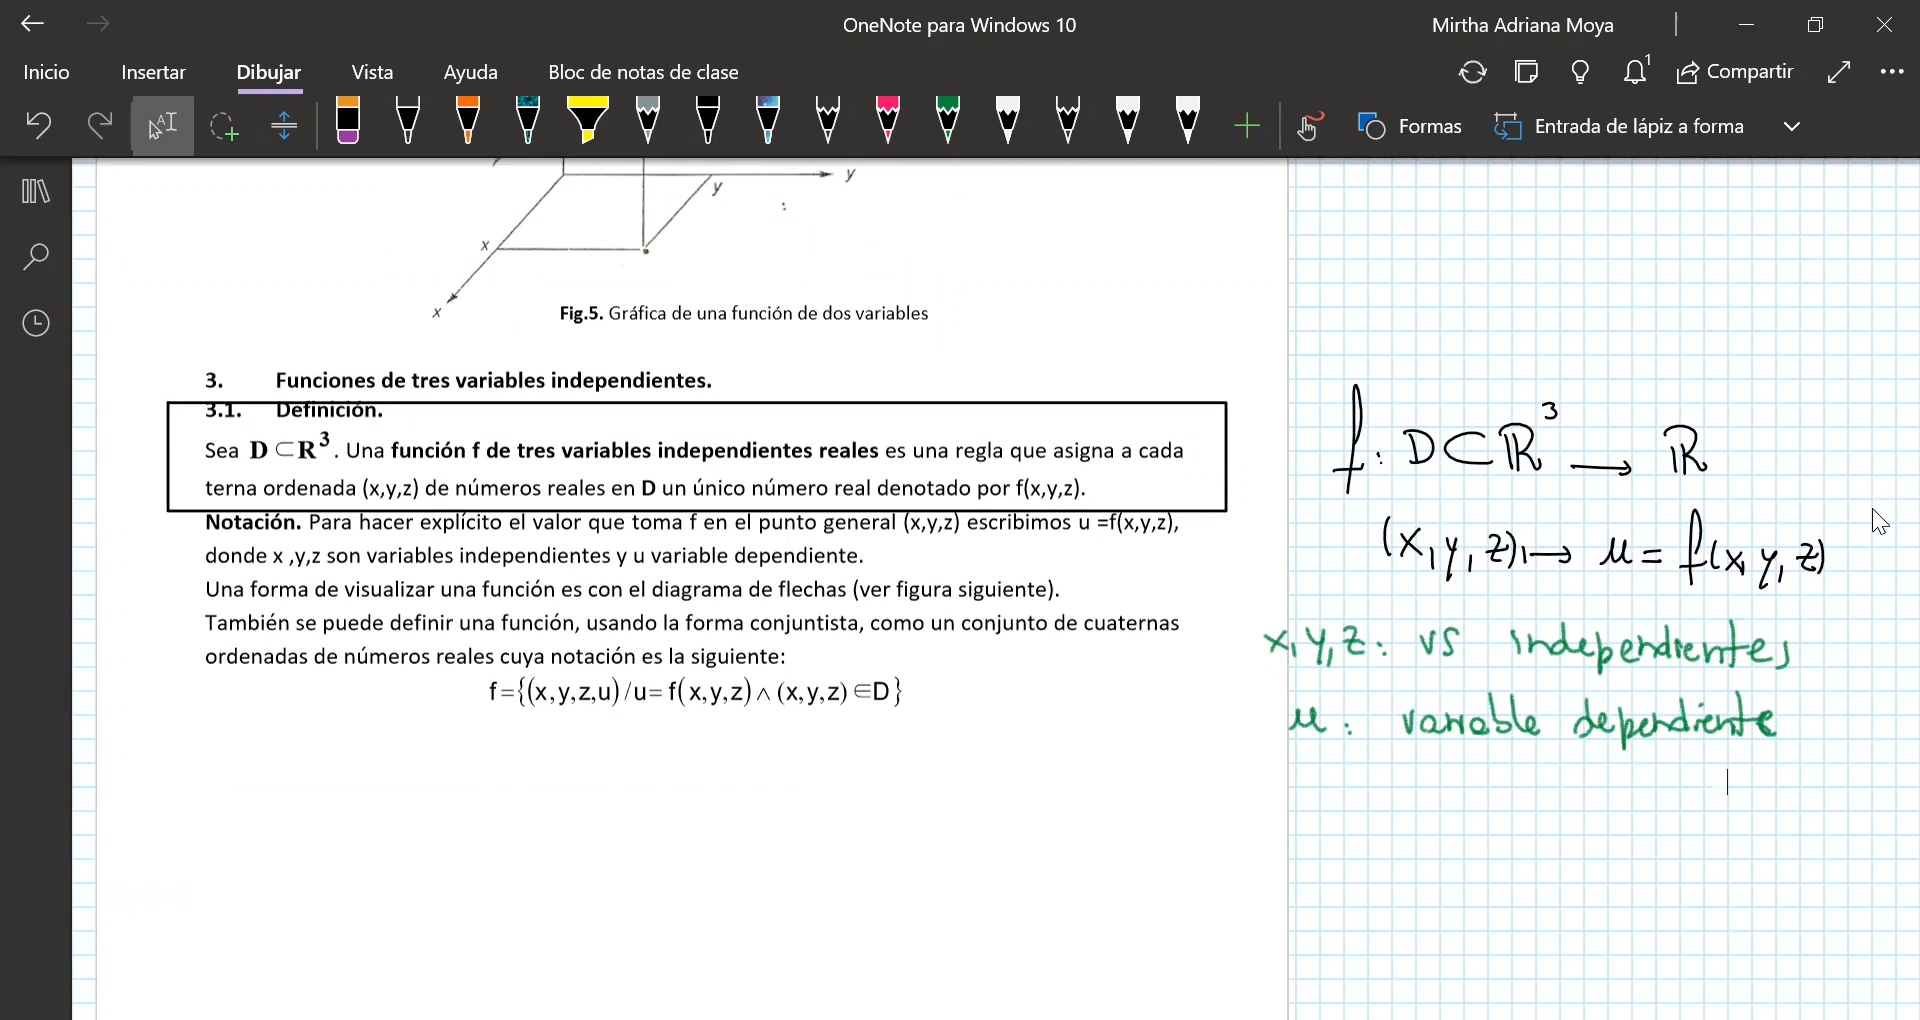 OneNote para Windows 10
Mirtha Adriana Moya
Inicio Insertar Dibujar Vista Ayuda Bloc de notas de clase
1
Compartir
Formas
Entrada de lápiz a forma
y
y
x
x
Fig.5. Gráfica de una función de dos variables
3. Funciones de tres variables independientes.
3.1. Definición.
Sea D ⊂ R³. Una función f de tres variables independientes reales es una regla que asigna a cada
terna ordenada (x,y,z) de números reales en D un único número real denotado por f(x,y,z).
Notación. Para hacer explícito el valor que toma f en el punto general (x,y,z) escribimos u =f(x,y,z),
donde x ,y,z son variables independientes y u variable dependiente.
Una forma de visualizar una función es con el diagrama de flechas (ver figura siguiente).
También se puede definir una función, usando la forma conjuntista, como un conjunto de cuaternas
ordenadas de números reales cuya notación es la siguiente:
f={(x,y,z,u)/u= f(x,y,z)∧(x,y,z)∈D}
f: D⊂ℝ³ → ℝ
(x,y,z) ↦ u = f(x,y,z)
x,y,z: vs independientes
u: variable dependiente